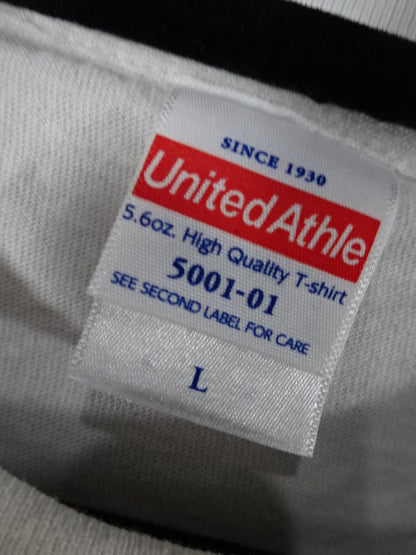 SINCE 1930
UnitedAthle
5.6oz. High Quality T-shirt
5001-01
SEE SECOND LABEL FOR CARE
L